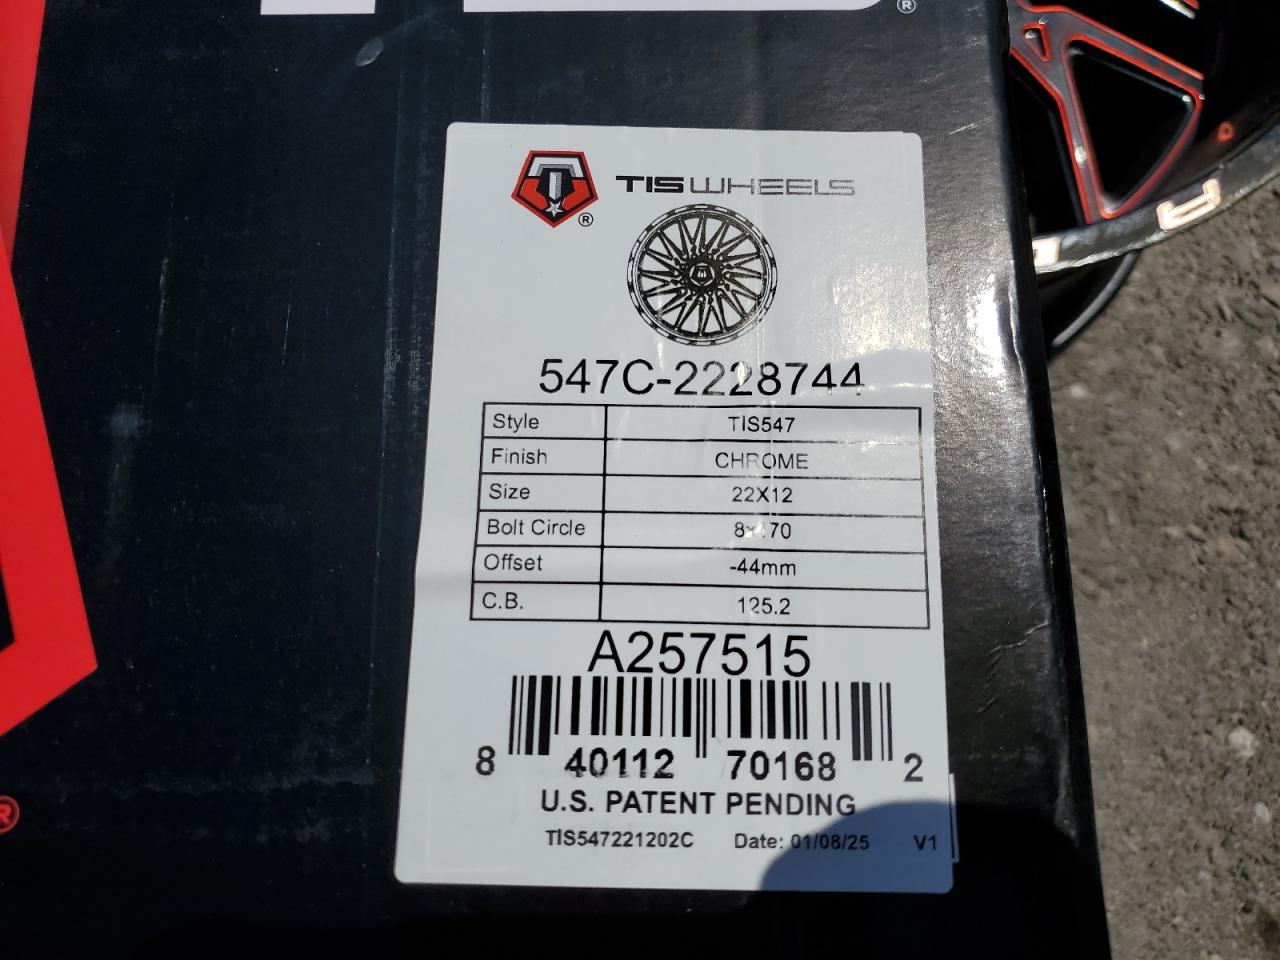 ®
TIS WHEELS
®
547C-2228744
Style TIS547
Finish CHROME
Size 22X12
Bolt Circle 8x170
Offset -44mm
C.B. 125.2
A257515
8 40112 70168 2
U.S. PATENT PENDING
TIS547221202C Date: 01/08/25 V1
®